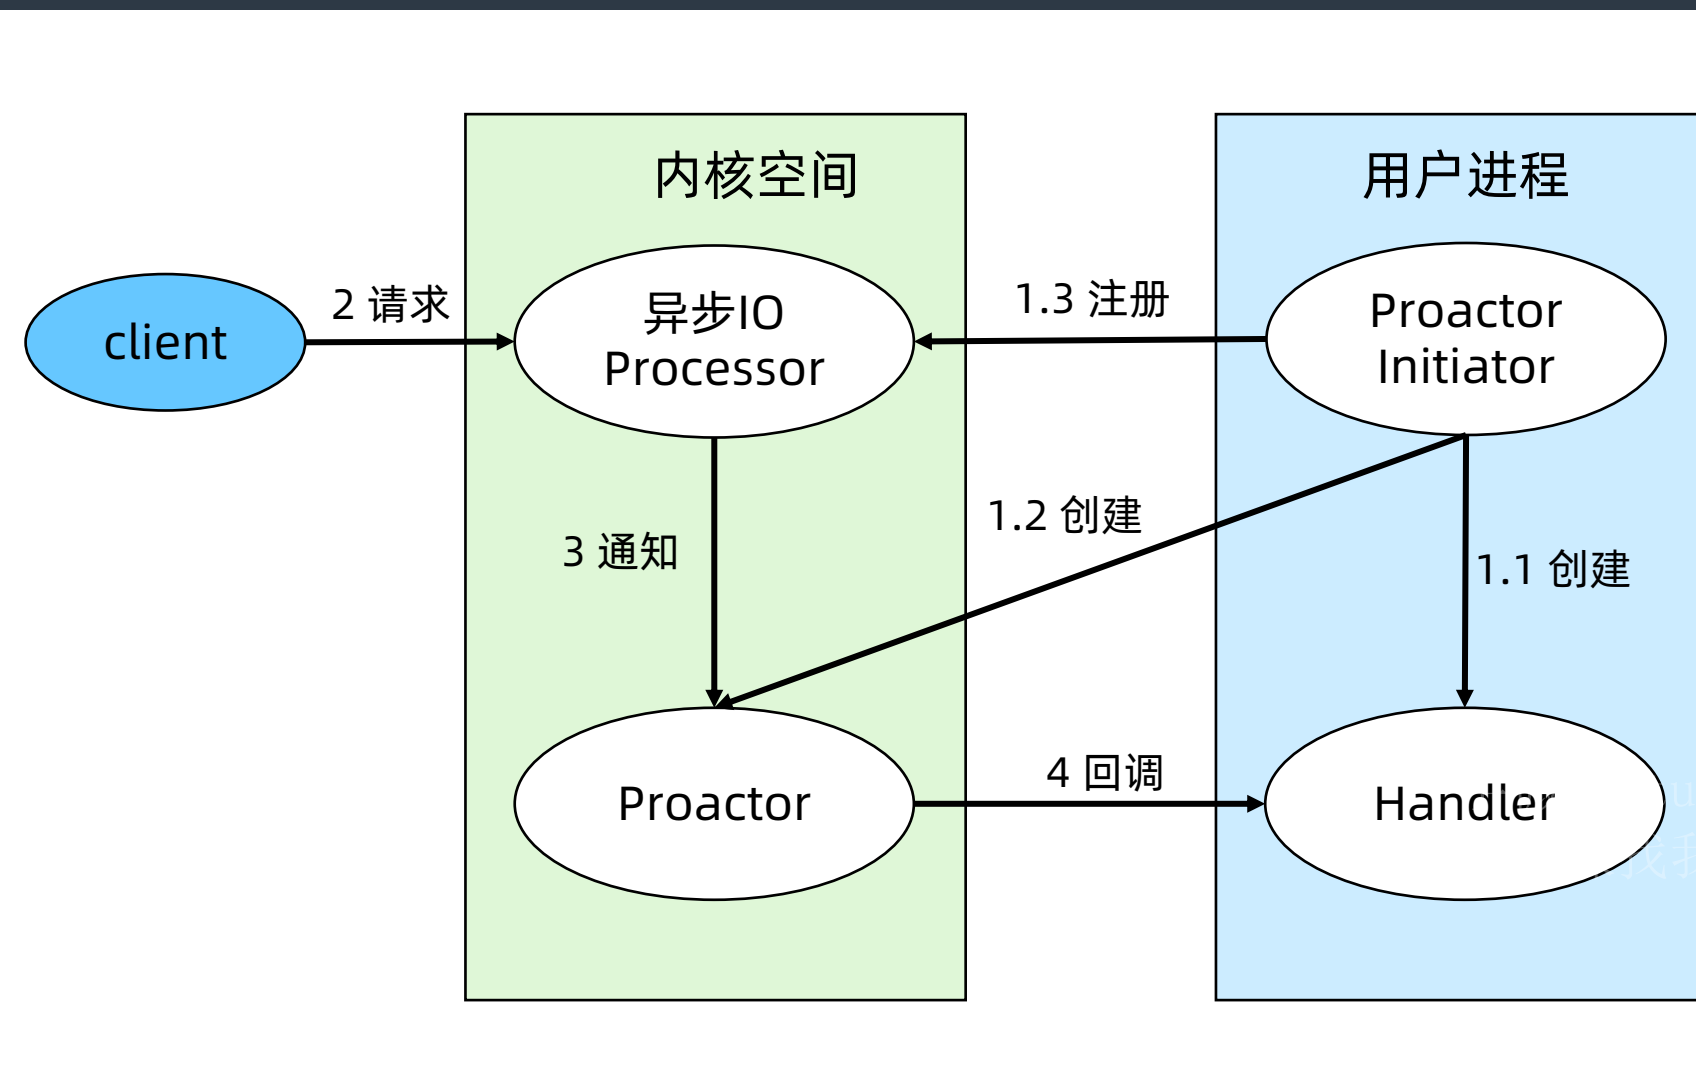 内核空间
用户进程
client
2 请求
异步IO
Processor
1.3 注册
Proactor
Initiator
3 通知
1.2 创建
1.1 创建
Proactor
4 回调
Handler